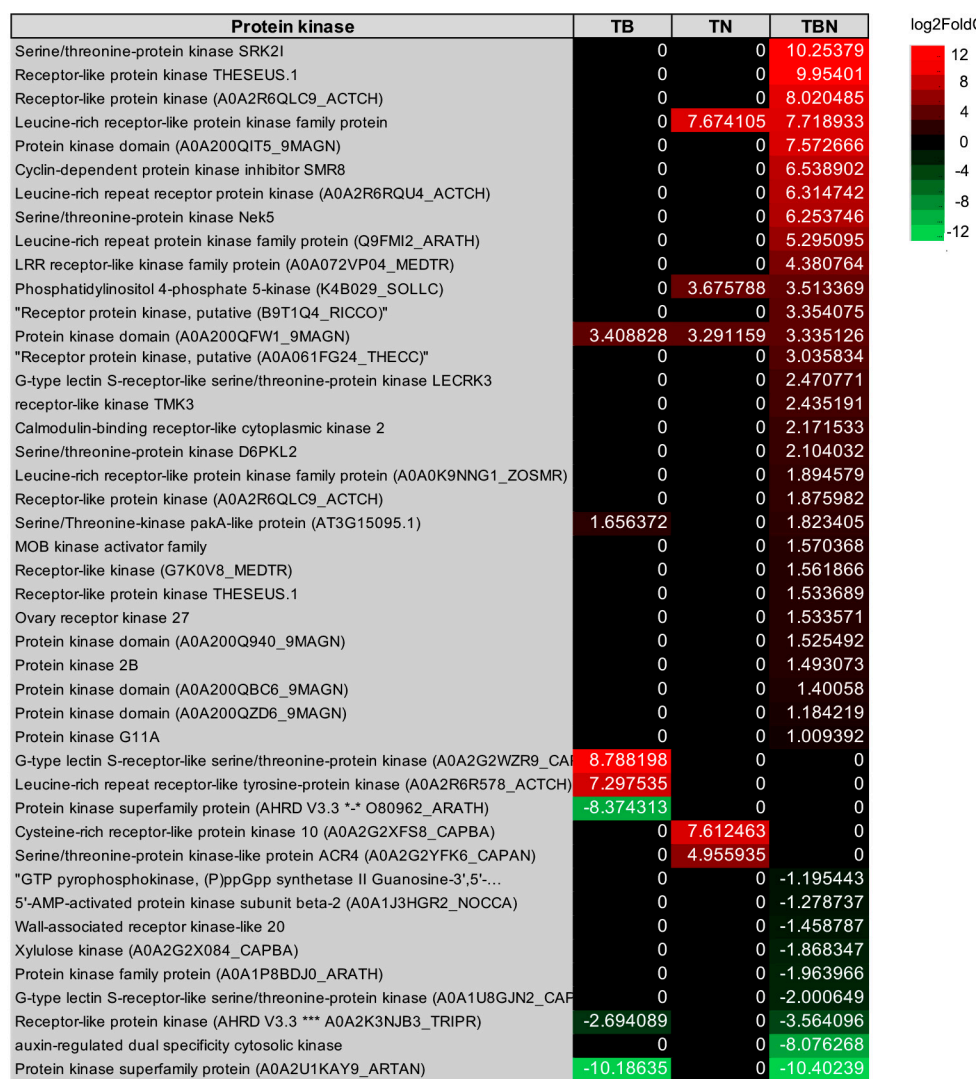 Protein kinase TB TN TBN
Serine/threonine-protein kinase SRK2I 0 0 10.25379
Receptor-like protein kinase THESEUS.1 0 0 9.95401
Receptor-like protein kinase (A0A2R6QLC9_ACTCH) 0 0 8.020485
Leucine-rich receptor-like protein kinase family protein 0 7.674105 7.718933
Protein kinase domain (A0A200QIT5_9MAGN) 0 0 7.572666
Cyclin-dependent protein kinase inhibitor SMR8 0 0 6.538902
Leucine-rich repeat receptor protein kinase (A0A2R6RQU4_ACTCH) 0 0 6.314742
Serine/threonine-protein kinase Nek5 0 0 6.253746
Leucine-rich repeat protein kinase family protein (Q9FMI2_ARATH) 0 0 5.295095
LRR receptor-like kinase family protein (A0A072VP04_MEDTR) 0 0 4.380764
Phosphatidylinositol 4-phosphate 5-kinase (K4B029_SOLLC) 0 3.675788 3.513369
"Receptor protein kinase, putative (B9T1Q4_RICCO)" 0 0 3.354075
Protein kinase domain (A0A200QFW1_9MAGN) 3.408828 3.291159 3.335126
"Receptor protein kinase, putative (A0A061FG24_THECC)" 0 0 3.035834
G-type lectin S-receptor-like serine/threonine-protein kinase LECRK3 0 0 2.470771
receptor-like kinase TMK3 0 0 2.435191
Calmodulin-binding receptor-like cytoplasmic kinase 2 0 0 2.171533
Serine/threonine-protein kinase D6PKL2 0 0 2.104032
Leucine-rich receptor-like protein kinase family protein (A0A0K9NNG1_ZOSMR) 0 0 1.894579
Receptor-like protein kinase (A0A2R6QLC9_ACTCH) 0 0 1.875982
Serine/Threonine-kinase pakA-like protein (AT3G15095.1) 1.656372 0 1.823405
MOB kinase activator family 0 0 1.570368
Receptor-like kinase (G7K0V8_MEDTR) 0 0 1.561866
Receptor-like protein kinase THESEUS.1 0 0 1.533689
Ovary receptor kinase 27 0 0 1.533571
Protein kinase domain (A0A200Q940_9MAGN) 0 0 1.525492
Protein kinase 2B 0 0 1.493073
Protein kinase domain (A0A200QBC6_9MAGN) 0 0 1.40058
Protein kinase domain (A0A200QZD6_9MAGN) 0 0 1.184219
Protein kinase G11A 0 0 1.009392
G-type lectin S-receptor-like serine/threonine-protein kinase (A0A2G2WZR9_CAF 8.788198 0 0
Leucine-rich repeat receptor-like tyrosine-protein kinase (A0A2R6R578_ACTCH) 7.297535 0 0
Protein kinase superfamily protein (AHRD V3.3 *-* O80962_ARATH) -8.374313 0 0
Cysteine-rich receptor-like protein kinase 10 (A0A2G2XFS8_CAPBA) 0 7.612463 0
Serine/threonine-protein kinase-like protein ACR4 (A0A2G2YFK6_CAPAN) 0 4.955935 0
"GTP pyrophosphokinase, (P)ppGpp synthetase II Guanosine-3',5'-... 0 0 -1.195443
5'-AMP-activated protein kinase subunit beta-2 (A0A1J3HGR2_NOCCA) 0 0 -1.278737
Wall-associated receptor kinase-like 20 0 0 -1.458787
Xylulose kinase (A0A2G2X084_CAPBA) 0 0 -1.868347
Protein kinase family protein (A0A1P8BDJ0_ARATH) 0 0 -1.963966
G-type lectin S-receptor-like serine/threonine-protein kinase (A0A1U8GJN2_CAP 0 0 -2.000649
Receptor-like protein kinase (AHRD V3.3 *** A0A2K3NJB3_TRIPR) -2.694089 0 -3.564096
auxin-regulated dual specificity cytosolic kinase 0 0 -8.076268
Protein kinase superfamily protein (A0A2U1KAY9_ARTAN) -10.18635 0 -10.40239
log2Fold
12
8
4
0
-4
-8
-12